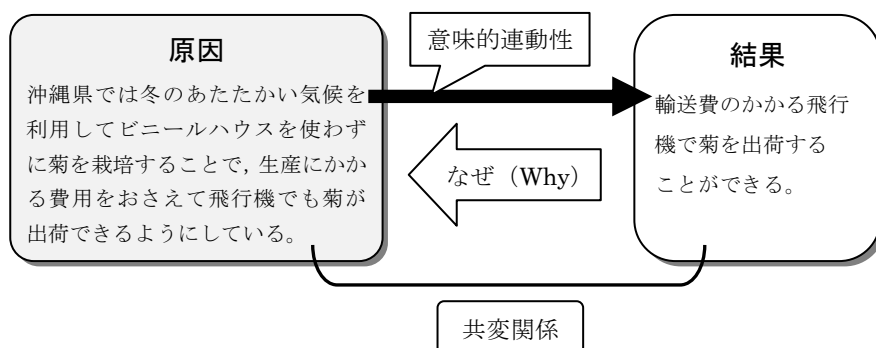 原因
沖縄県では冬のあたたかい気候を
利用してビニールハウスを使わず
に菊を栽培することで，生産にかか
る費用をおさえて飛行機でも菊が
出荷できるようにしている。
意味的連動性
なぜ（Why）
結果
輸送費のかかる飛行
機で菊を出荷する
ことができる。
共変関係